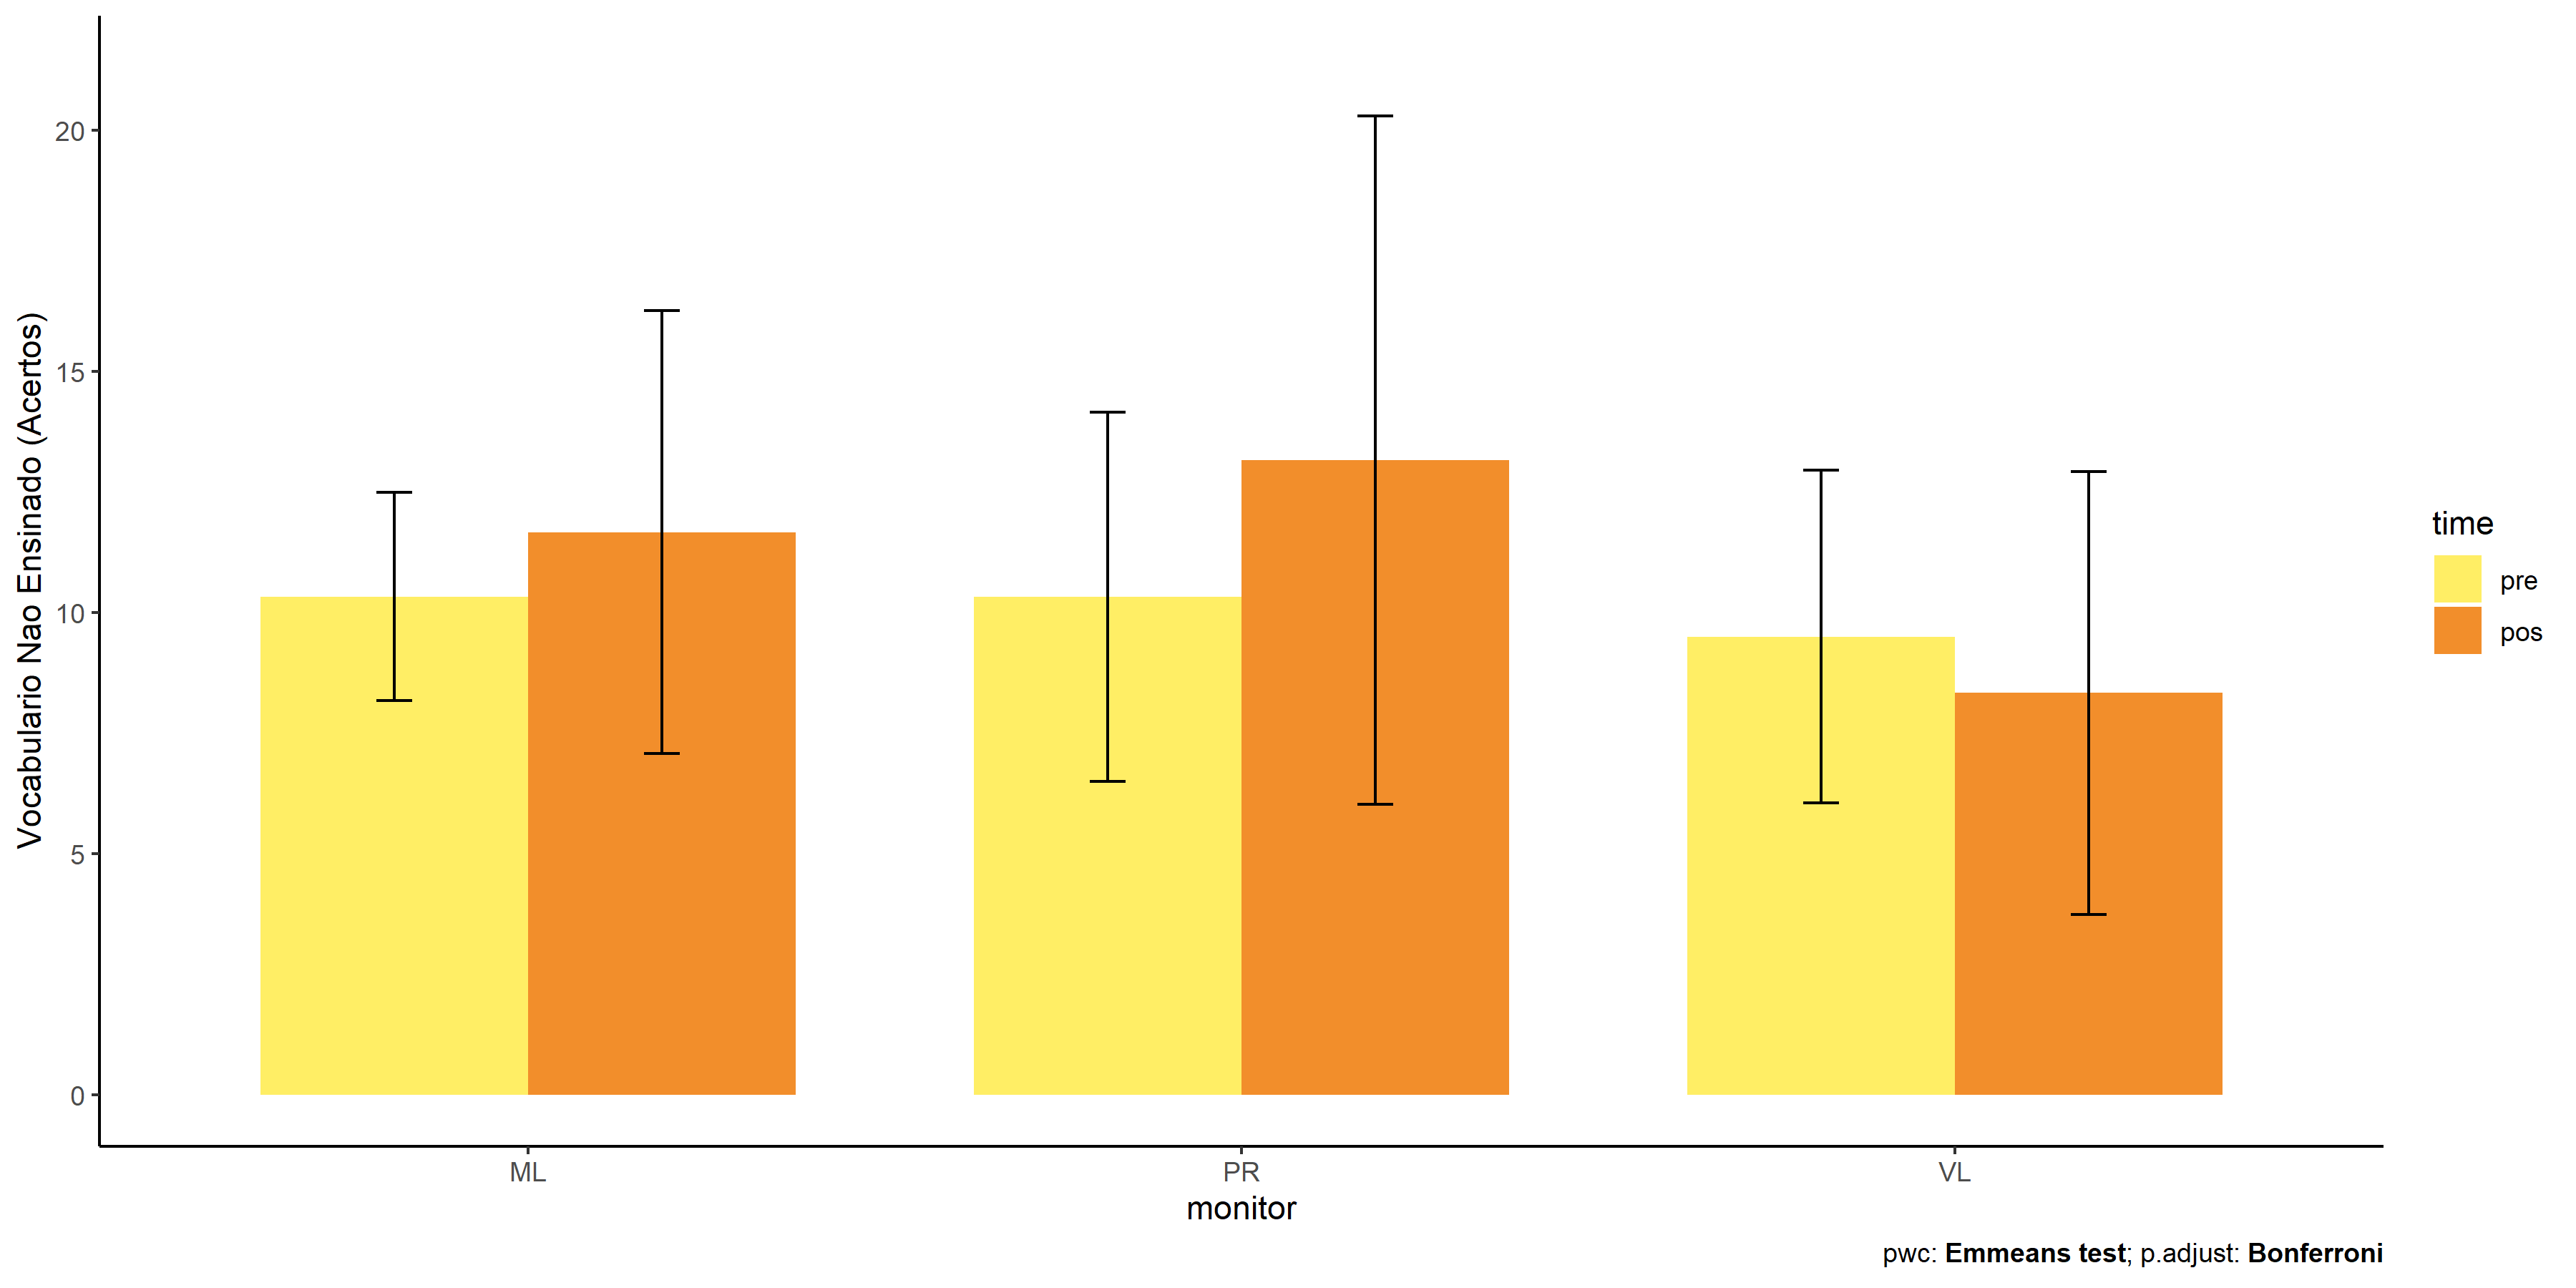 Vocabulario Nao Ensinado (Acertos)
20
15
10
5
0
ML
PR
VL
monitor
time
pre
pos
pwc: Emmeans test; p.adjust: Bonferroni